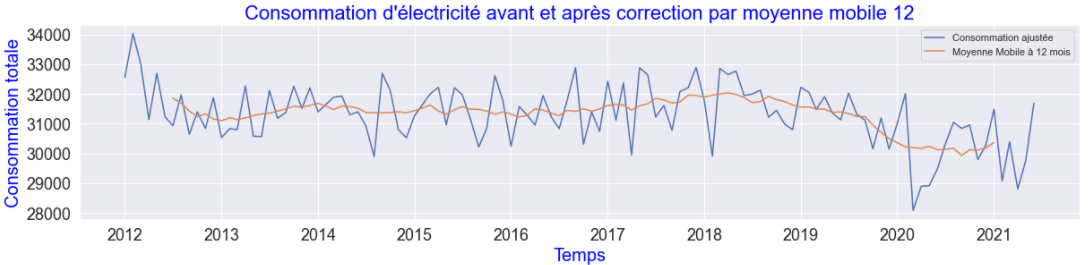 Consommation d'électricité avant et après correction par moyenne mobile 12
Consommation totale
34000
33000
32000
31000
30000
29000
28000
Consommation ajustée
Moyenne Mobile à 12 mois
2012 2013 2014 2015 2016 2017 2018 2019 2020 2021
Temps